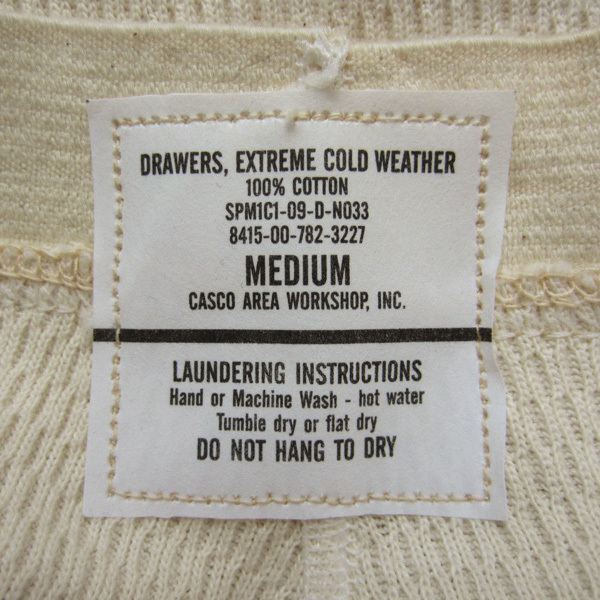 DRAWERS, EXTREME COLD WEATHER
100% COTTON
SPM1C1-09-D-N033
8415-00-782-3227
MEDIUM
CASCO AREA WORKSHOP, INC.
LAUNDERING INSTRUCTIONS
Hand or Machine Wash - hot water
Tumble dry or flat dry
DO NOT HANG TO DRY